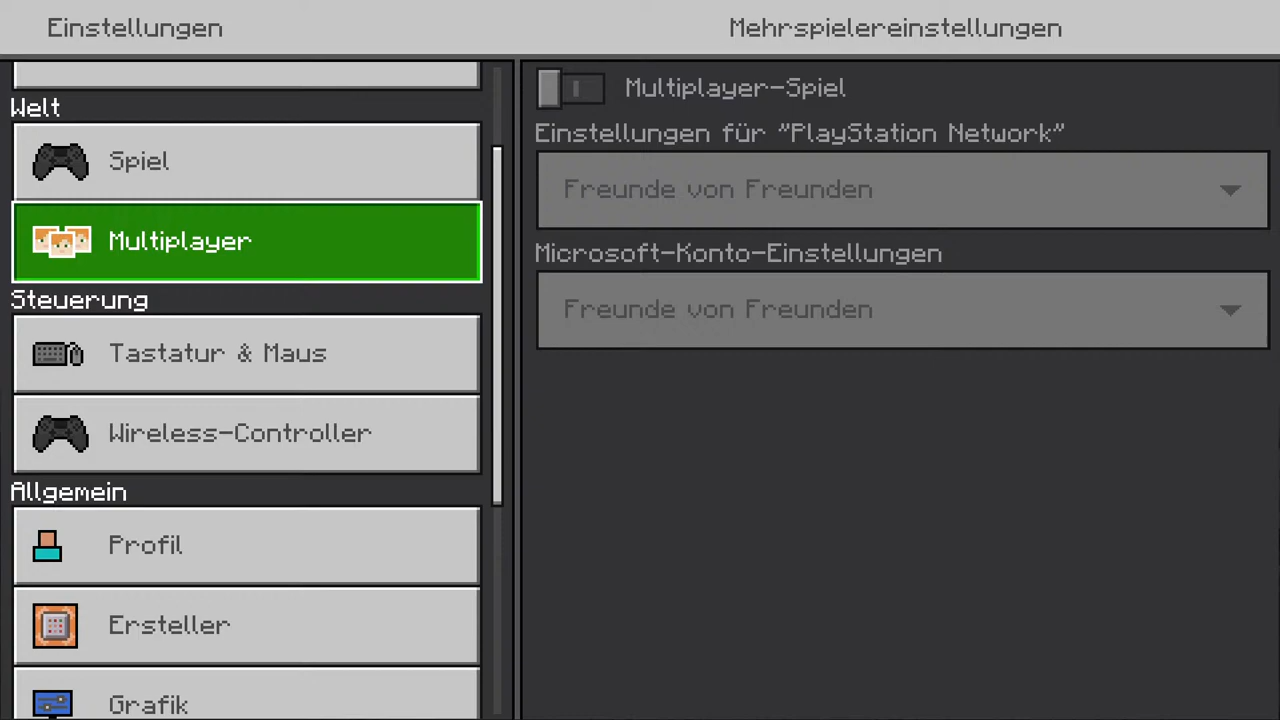 Einstellungen
Mehrspielereinstellungen
Welt
Spiel
Multiplayer
Steuerung
Tastatur & Maus
Wireless-Controller
Allgemein
Profil
Ersteller
Grafik
Multiplayer-Spiel
Einstellungen für "PlayStation Network"
Freunde von Freunden
Microsoft-Konto-Einstellungen
Freunde von Freunden